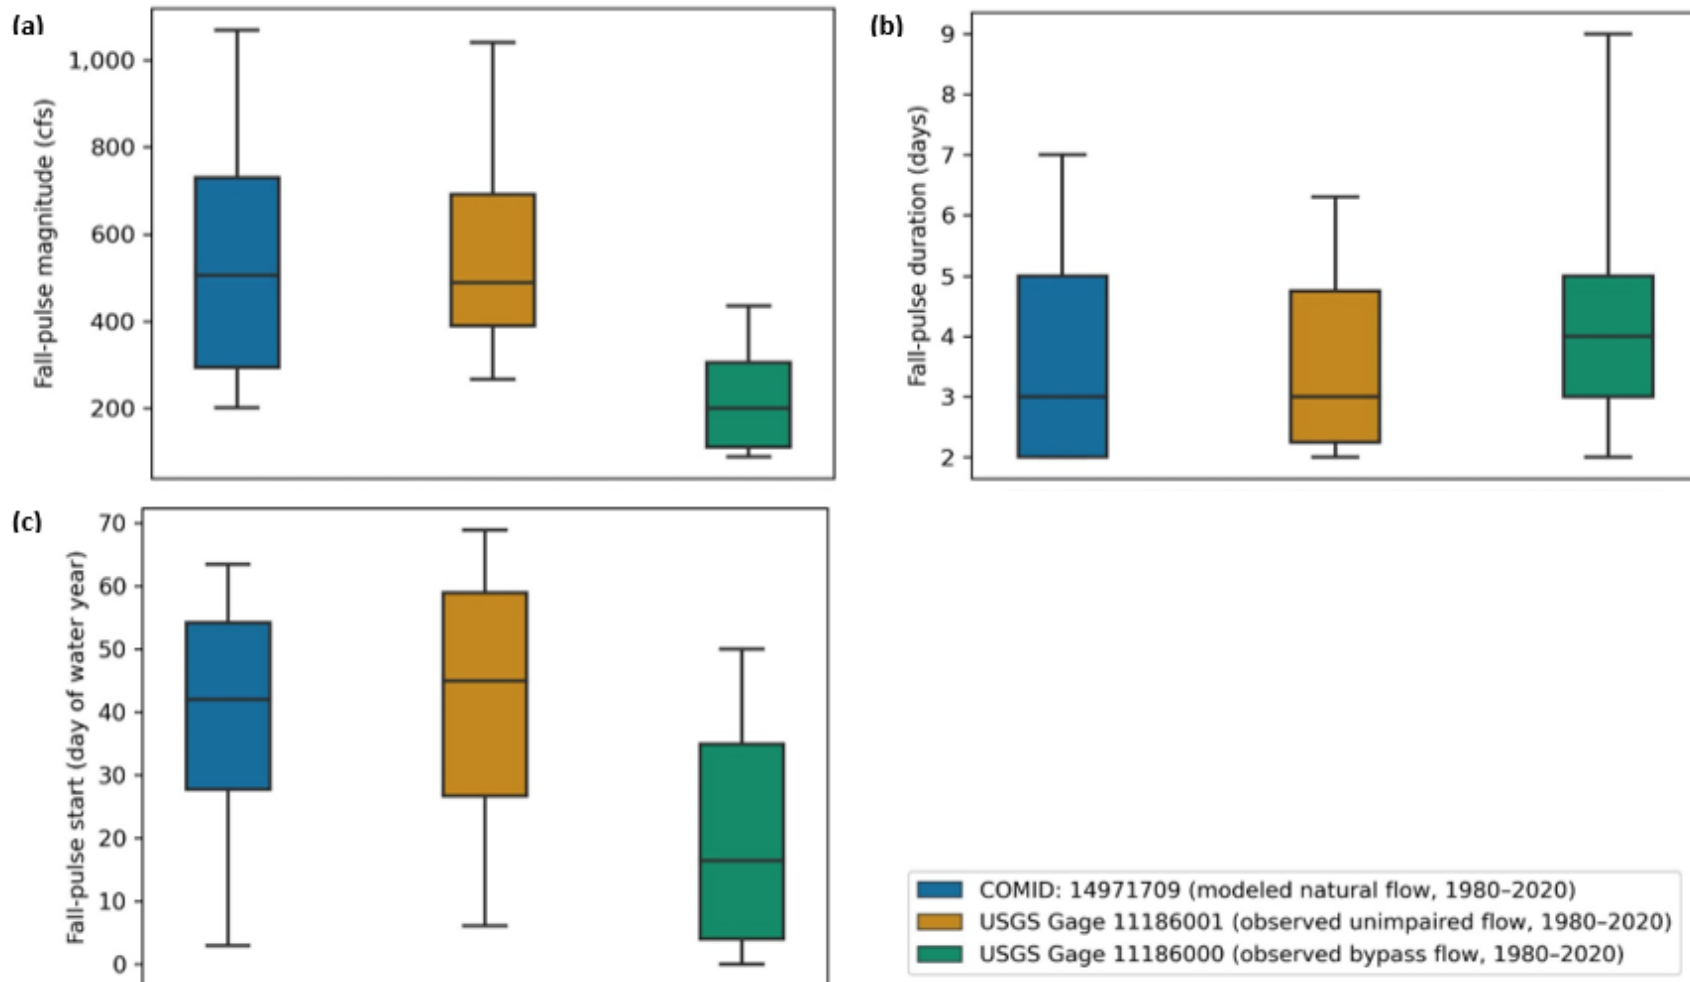 (a)
Fall-pulse magnitude (cfs)
1,000
800
600
400
200
(b)
Fall-pulse duration (days)
9
8
7
6
5
4
3
2
(c)
Fall-pulse start (day of water year)
70
60
50
40
30
20
10
0
COMID: 14971709 (modeled natural flow, 1980–2020)
USGS Gage 11186001 (observed unimpaired flow, 1980–2020)
USGS Gage 11186000 (observed bypass flow, 1980–2020)